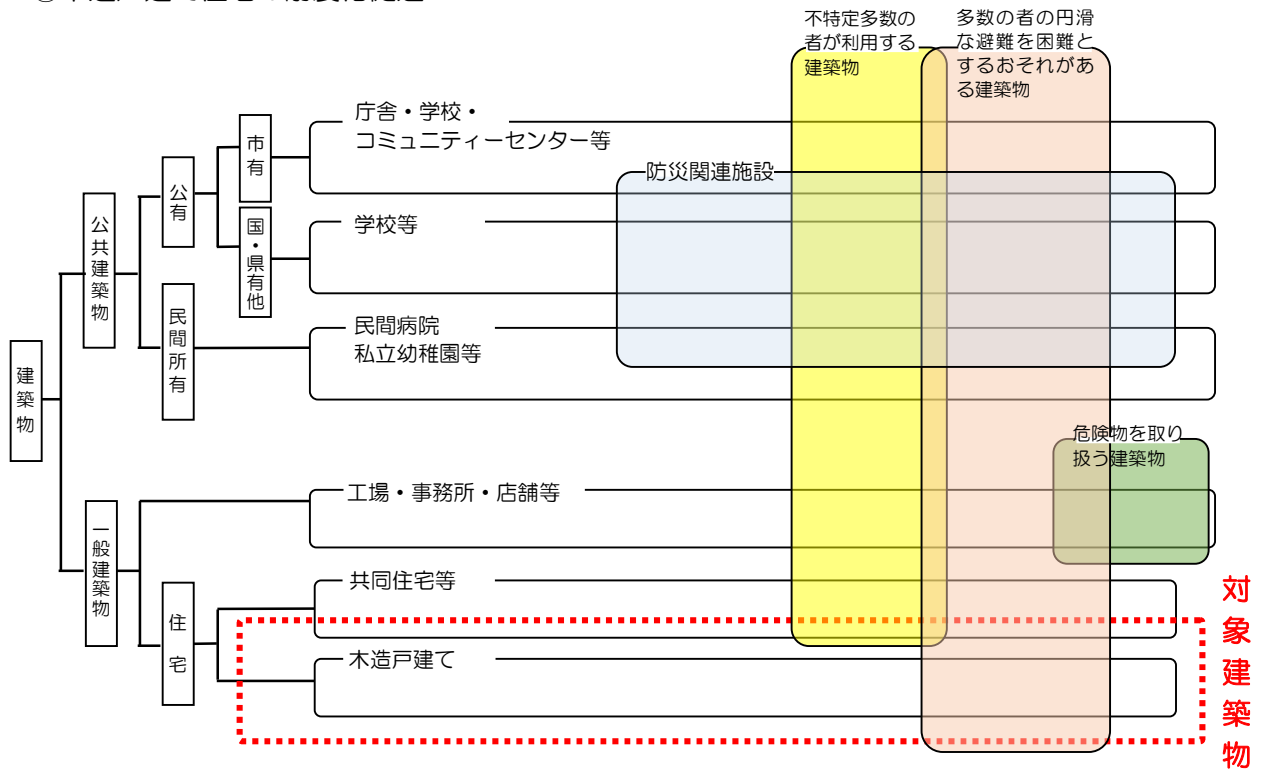 不特定多数の
者が利用する
建築物
多数の者の円滑
な避難を困難と
するおそれがあ
る建築物
庁舎・学校・
コミュニティーセンター等
市有
公有
防災関連施設
公共建築物
国・県有他
学校等
民間所有
民間病院
私立幼稚園等
建築物
危険物を取り
扱う建築物
一般建築物
工場・事務所・店舗等
住宅
共同住宅等
木造戸建て
対象建築物